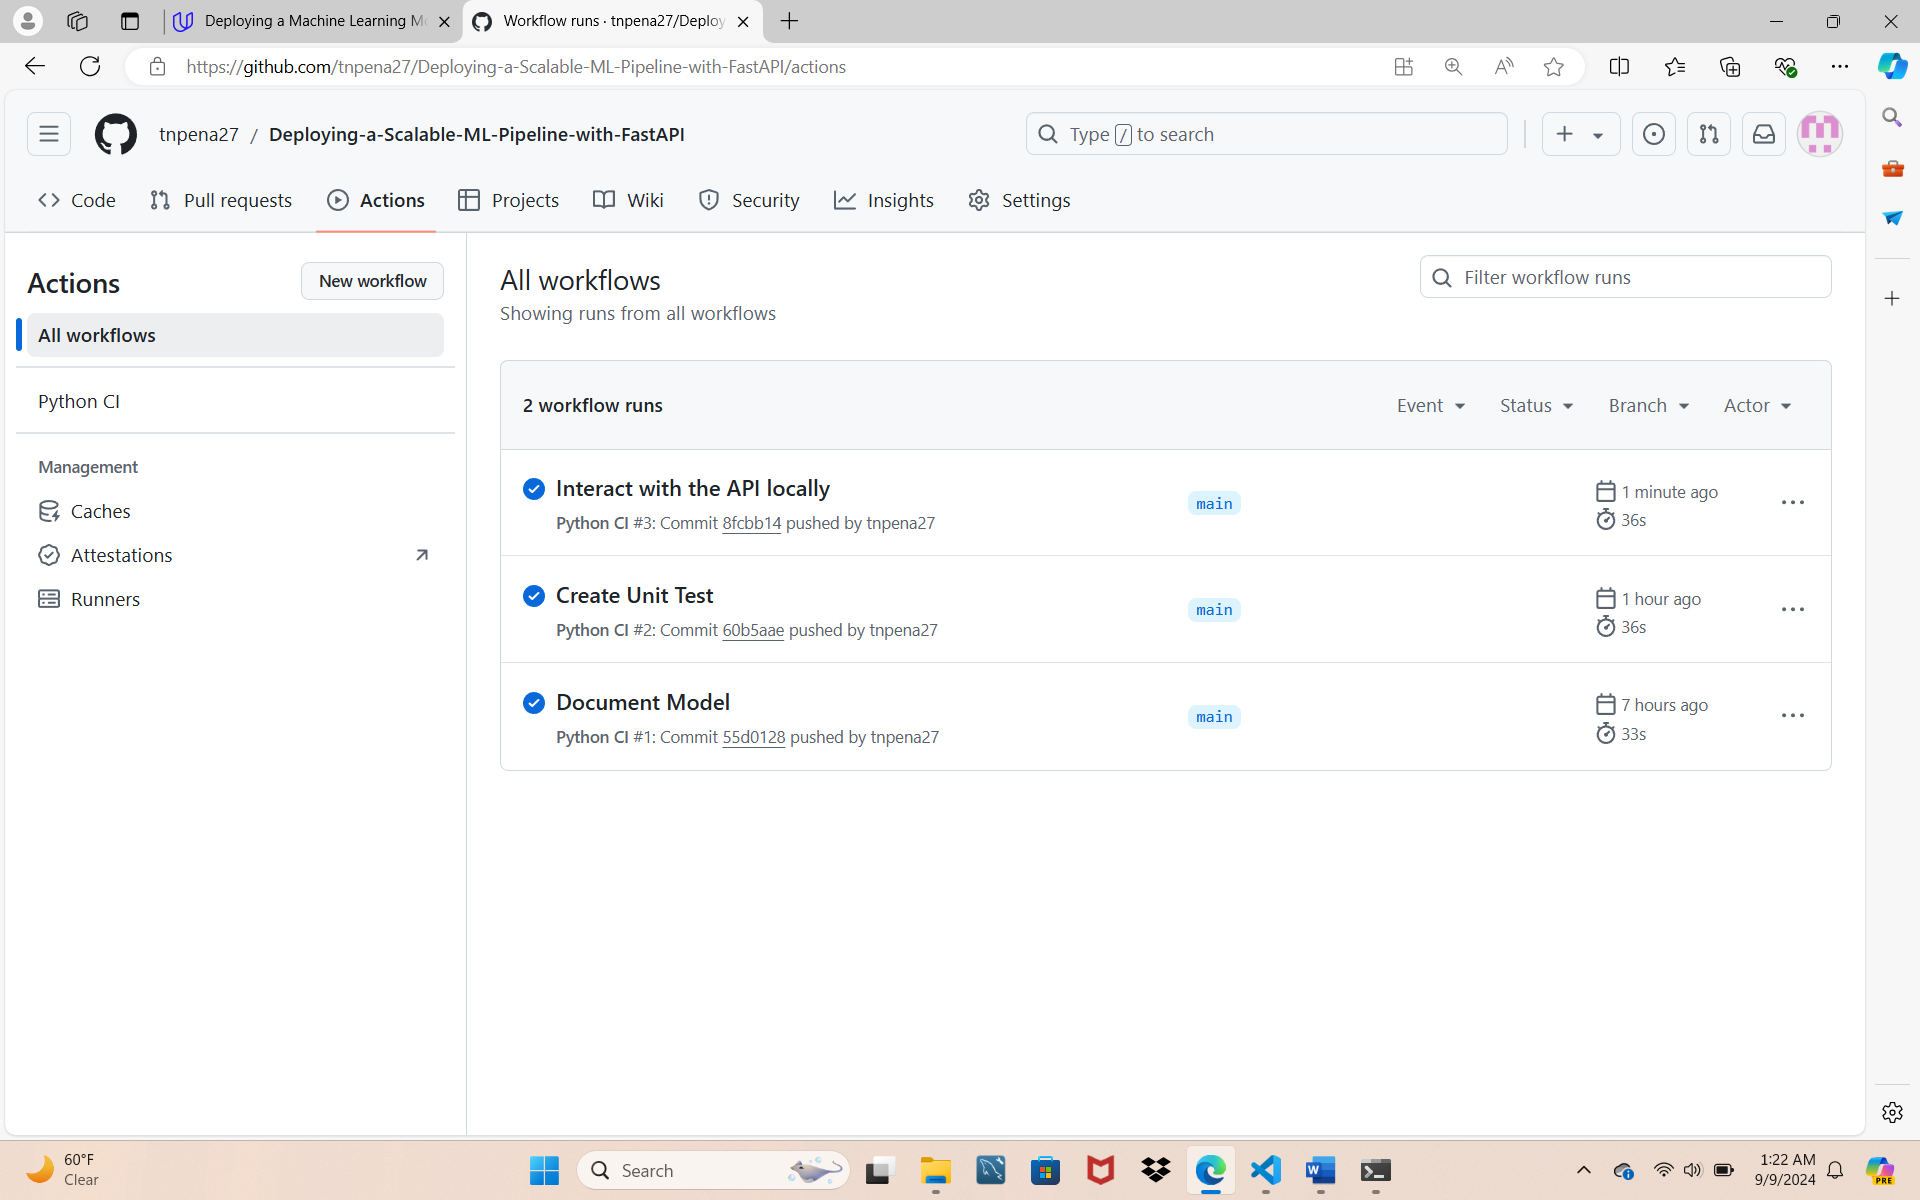 Deploying a Machine Learning Mo
Workflow runs · tnpena27/Deploy
https://github.com/tnpena27/Deploying-a-Scalable-ML-Pipeline-with-FastAPI/actions
tnpena27 / Deploying-a-Scalable-ML-Pipeline-with-FastAPI
Type / to search
Code
Pull requests
Actions
Projects
Wiki
Security
Insights
Settings
Actions
New workflow
All workflows
Python CI
Management
Caches
Attestations
Runners
All workflows
Showing runs from all workflows
Filter workflow runs
2 workflow runs
Event
Status
Branch
Actor
Interact with the API locally
Python CI #3: Commit 8fcbb14 pushed by tnpena27
main
1 minute ago
36s
Create Unit Test
Python CI #2: Commit 60b5aae pushed by tnpena27
main
1 hour ago
36s
Document Model
Python CI #1: Commit 55d0128 pushed by tnpena27
main
7 hours ago
33s
60°F
Clear
Search
1:22 AM
9/9/2024
PRE